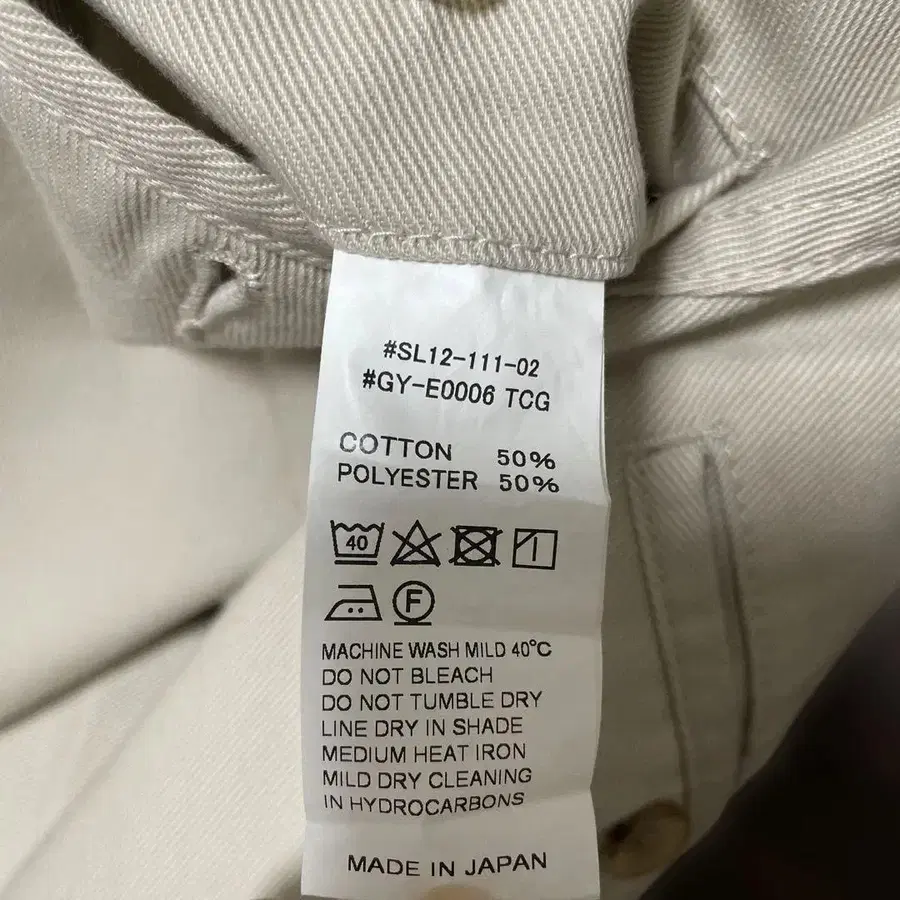 #SL12-111-02
#GY-E0006 TCG
COTTON 50%
POLYESTER 50%
40
F
MACHINE WASH MILD 40°C
DO NOT BLEACH
DO NOT TUMBLE DRY
LINE DRY IN SHADE
MEDIUM HEAT IRON
MILD DRY CLEANING
IN HYDROCARBONS
MADE IN JAPAN